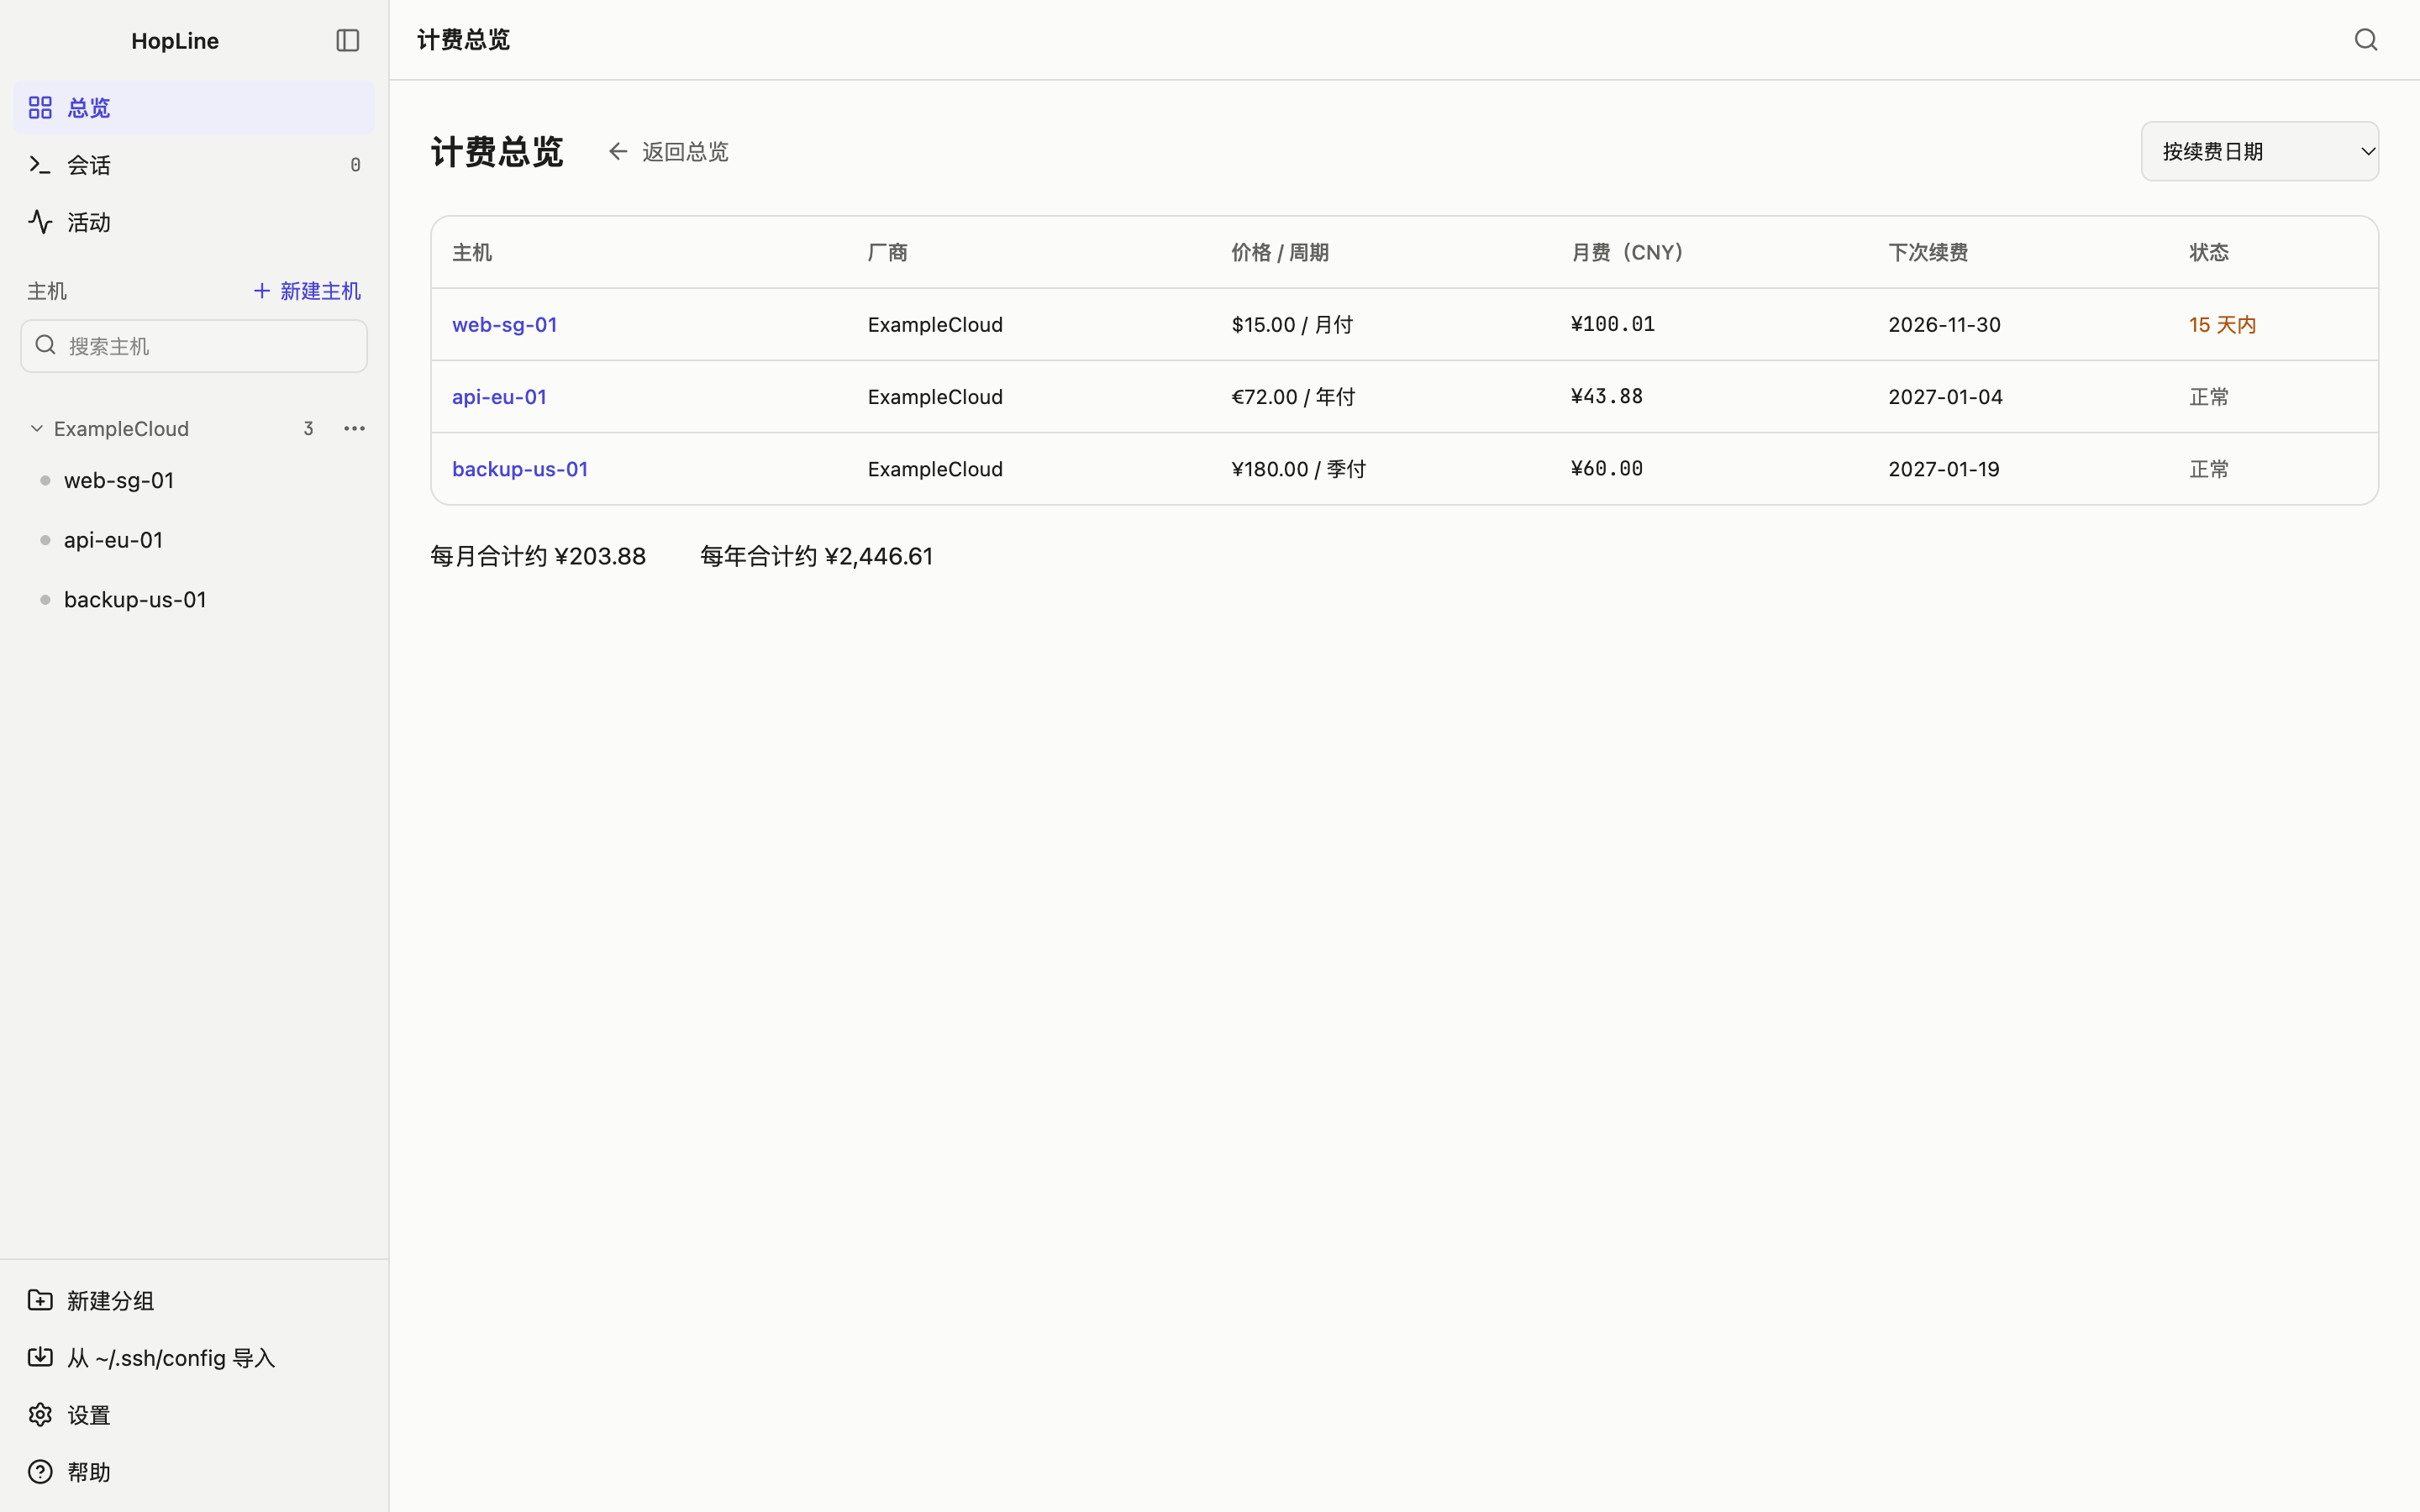 HopLine
总览
会话 0
活动
主机 + 新建主机
搜索主机
ExampleCloud 3
web-sg-01
api-eu-01
backup-us-01
新建分组
从 ~/.ssh/config 导入
设置
帮助
计费总览
计费总览 返回总览 按续费日期
主机 厂商 价格 / 周期 月费（CNY） 下次续费 状态
web-sg-01 ExampleCloud $15.00 / 月付 ¥100.01 2026-11-30 15 天内
api-eu-01 ExampleCloud €72.00 / 年付 ¥43.88 2027-01-04 正常
backup-us-01 ExampleCloud ¥180.00 / 季付 ¥60.00 2027-01-19 正常
每月合计约 ¥203.88 每年合计约 ¥2,446.61